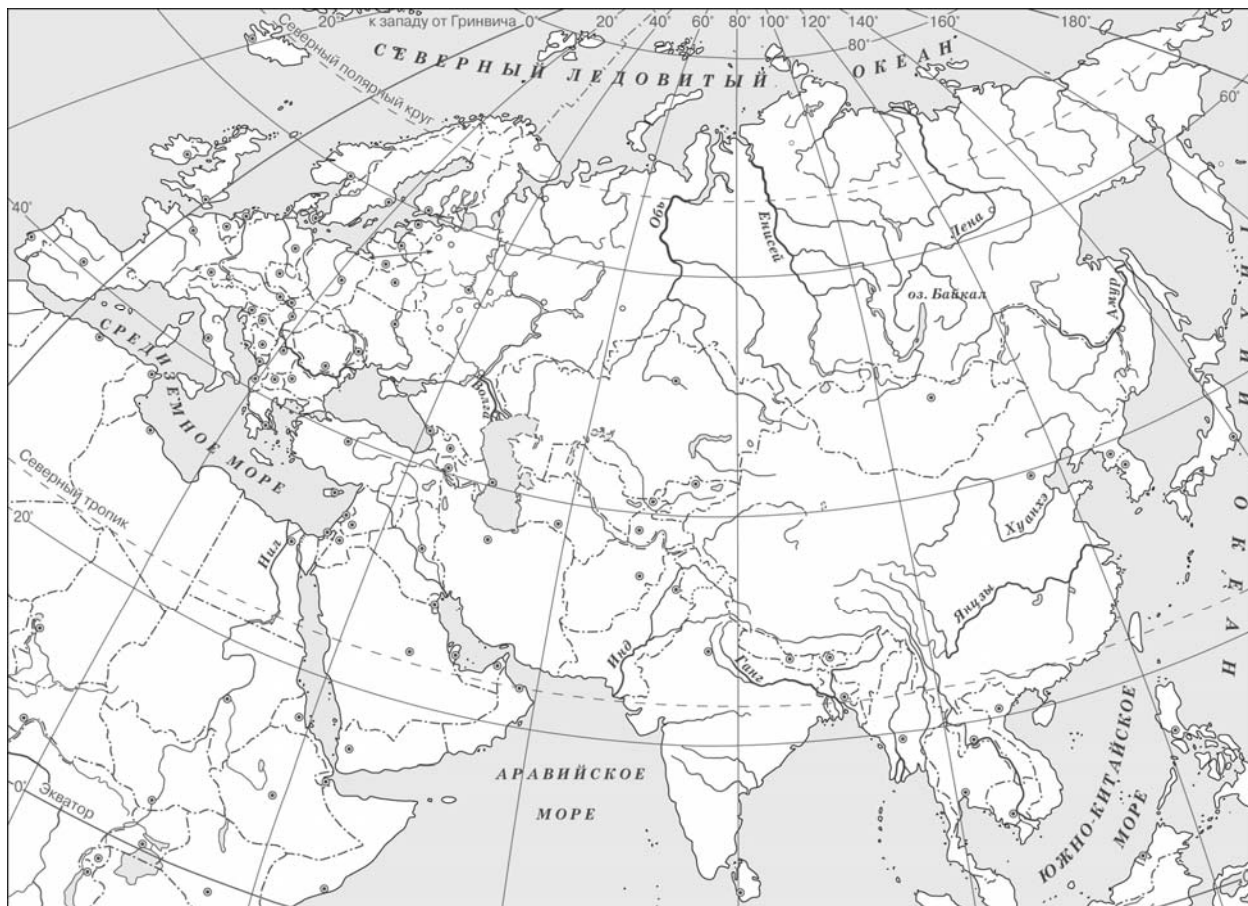 20° к западу от Гринвича 0° 20° 40° 60° 80° 100° 120° 140° 160° 180°
80°
60°
СЕВЕРНЫЙ ЛЕДОВИТЫЙ ОКЕАН
Северный полярный круг
40°
Обь
Енисей
Лена
оз. Байкал
Амур
ТИХИЙ ОКЕАН
Волга
СРЕДИЗЕМНОЕ МОРЕ
Северный тропик
20°
Нил
Хуанхэ
Янцзы
Инд
Ганг
АРАВИЙСКОЕ
МОРЕ
ЮЖНО-КИТАЙСКОЕ
МОРЕ
Экватор
0°